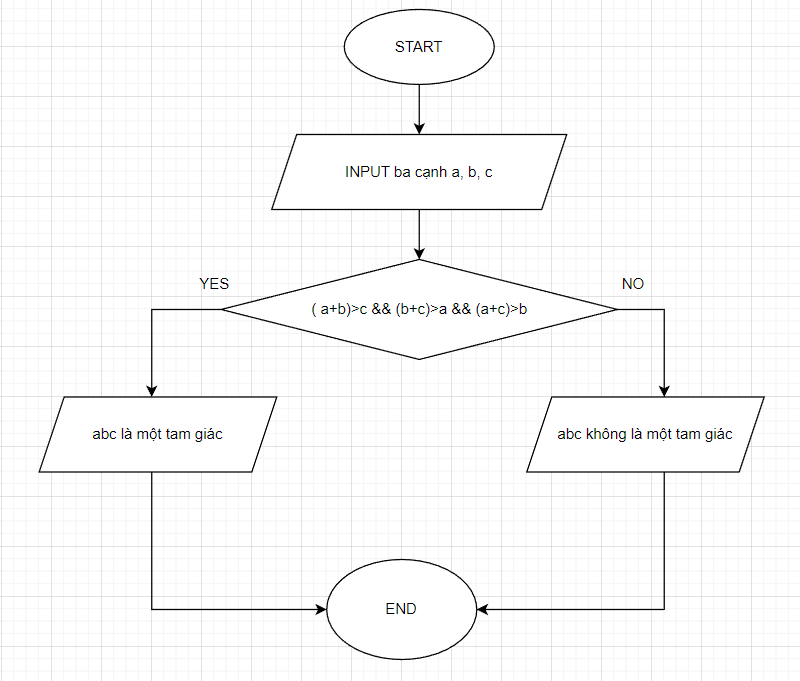 START
INPUT ba cạnh a, b, c
YES
NO
( a+b)>c && (b+c)>a && (a+c)>b
abc là một tam giác
abc không là một tam giác
END